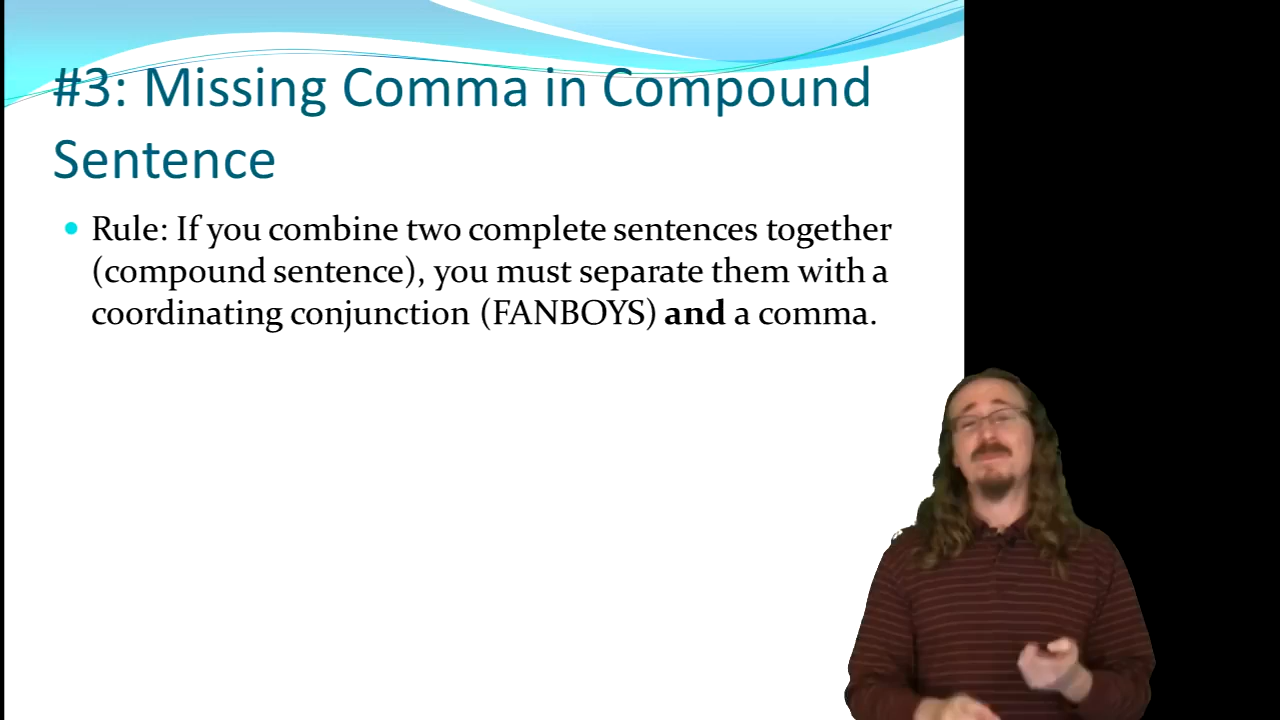 #3: Missing Comma in Compound
Sentence
Rule: If you combine two complete sentences together
(compound sentence), you must separate them with a
coordinating conjunction (FANBOYS) and a comma.